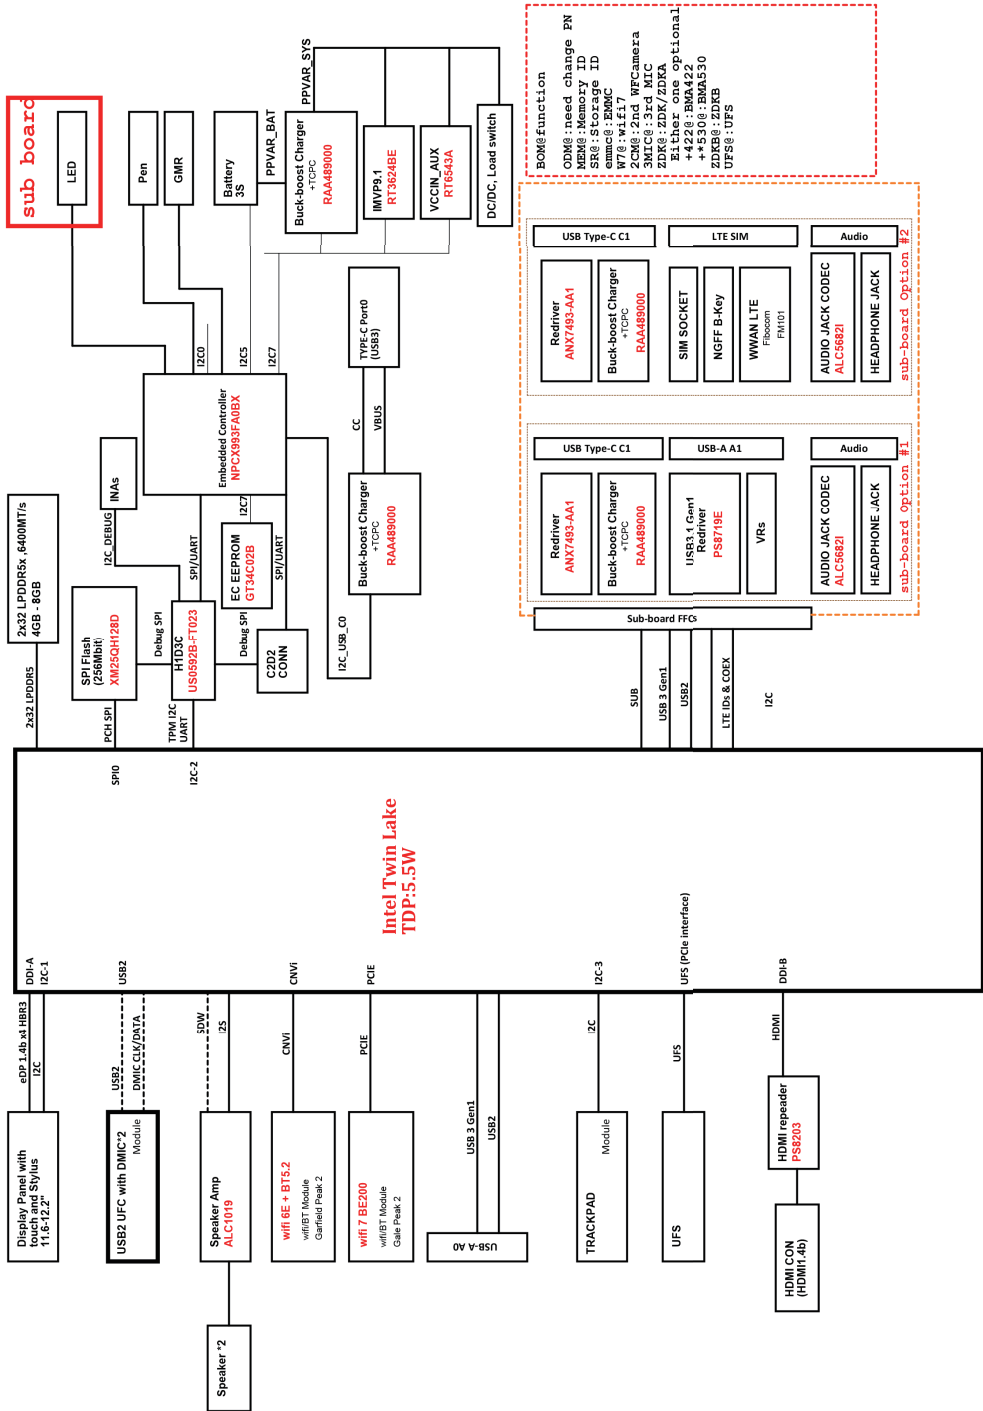 Display Panel with
touch and Stylus
11.6-12.2"
eDP 1.4b x4 HBR3
I2C
DDI-A
I2C-1
USB2 UFC with DMIC*2
Module
USB2
DMIC CLK/DATA
USB2
Speaker *2
Speaker Amp
ALC1019
SDW
I2S
wifi 6E + BT5.2
wifi/BT Module
Garfield Peak 2
CNVi
CNVi
wifi 7 BE200
wifi/BT Module
Gale Peak 2
PCIE
PCIE
USB-A-A0
USB 3 Gen1
USB2
TRACKPAD
Module
I2C
I2C-3
UFS
UFS
UFS (PCIe interface)
HDMI CON
(HDMI1.4b)
HDMI repeader
PS8203
HDMI
DDI-B
Intel Twin Lake
TDP:5.5W
2x32 LPDDR5
2x32 LPDDR5x ,6400MT/s
4GB - 8GB
SPI0
PCH SPI
SPI Flash
(256Mbit)
XM25QH128D
Debug SPI
I2C-2
TPM I2C
UART
H1D3C
US0592B-FT023
Debug SPI
C2D2
CONN
I2C_DEBUG
INAs
SPI/UART
I2C7
EC EEPROM
GT34C02B
SPI/UART
I2C_USB_C0
Embedded Controller
NPCX993FA0BX
I2C0
I2C5
I2C7
sub board
LED
Pen
GMR
Battery
3S
PPVAR_BAT
PPVAR_SYS
Buck-boost Charger
+TCPC
RAA489000
IMVP9.1
RT3624BE
VCCIN_AUX
RT6543A
DC/DC, Load switch
Buck-boost Charger
+TCPC
RAA489000
CC
VBUS
TYPE-C Port0
(USB3)
SUB
USB 3 Gen1
USB2
LTE IDs & COEX
I2C
Sub-board FFCs
Redriver
ANX7493-AA1
Buck-boost Charger
+TCPC
RAA489000
USB Type-C C1
USB3.1 Gen1
Redriver
PS8719E
VRs
USB-A A1
AUDIO JACK CODEC
ALC5682I
HEADPHONE JACK
Audio
sub-board Option #1
Redriver
ANX7493-AA1
Buck-boost Charger
+TCPC
RAA489000
USB Type-C C1
SIM SOCKET
NGFF B-Key
WWAN LTE
Fibocom
FM101
LTE SIM
AUDIO JACK CODEC
ALC5682I
HEADPHONE JACK
Audio
sub-board Option #2
BOM@function
ODM@:need change PN
MEM@:Memory ID
SR@:Storage ID
emmc@:EMMC
W7@:wifi7
2CM@:2nd WFCamera
3MIC@:3rd MIC
ZDK@:ZDK/ZDKA
Either one optional
+422@:BMA422
+*530@:BMA530
ZDKB@:ZDKB
UFS@:UFS